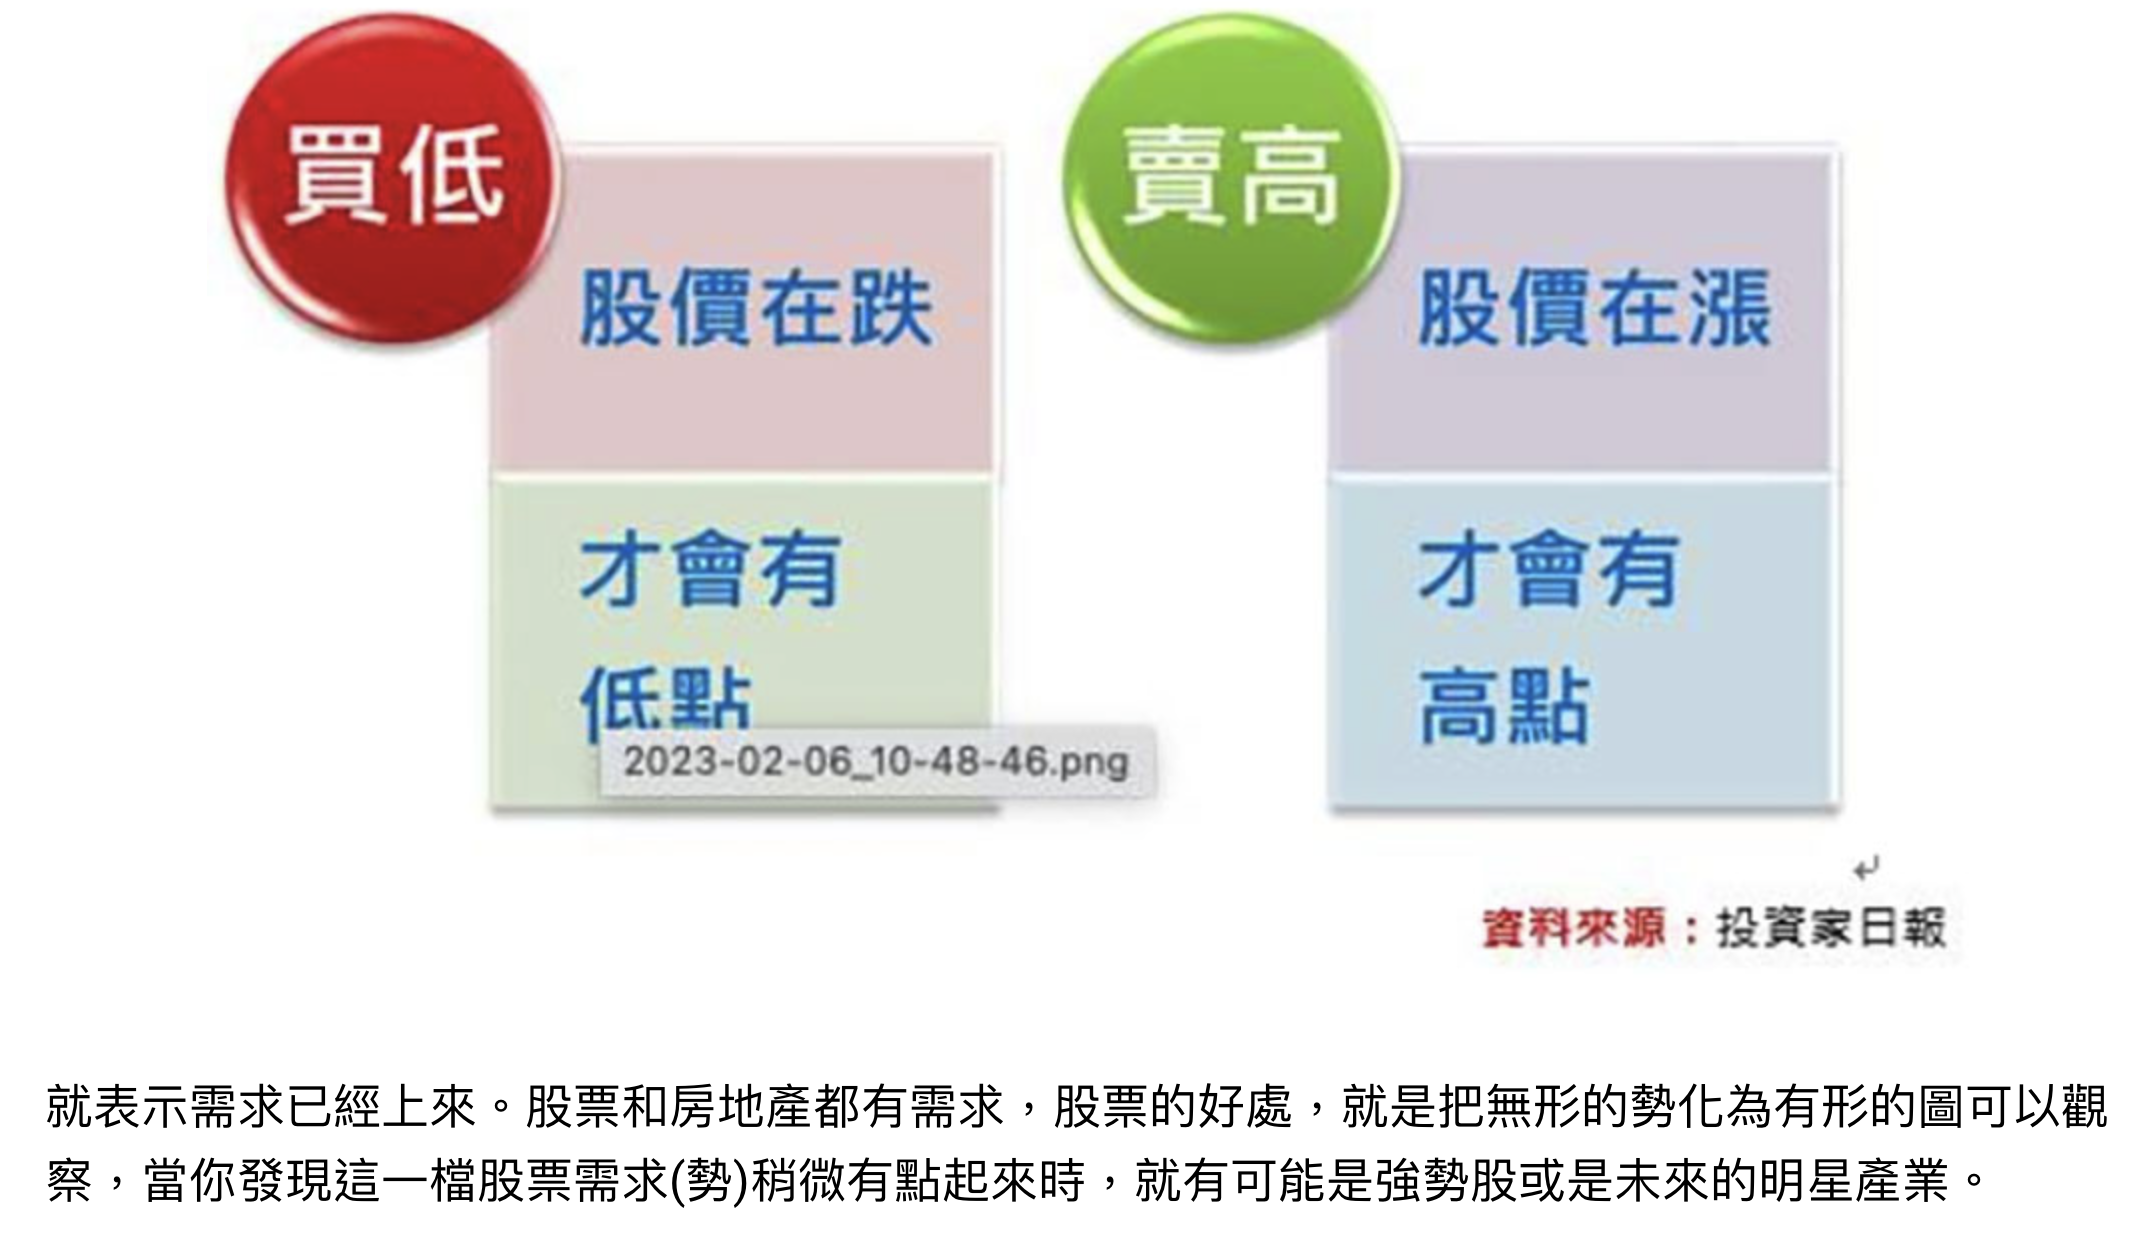 買低
股價在跌
才會有
低點
2023-02-06_10-48-46.png
賣高
股價在漲
才會有
高點
資料來源：投資家日報
就表示需求已經上來。股票和房地產都有需求，股票的好處，就是把無形的勢化為有形的圖可以觀
察，當你發現這一檔股票需求(勢)稍微有點起來時，就有可能是強勢股或是未來的明星產業。